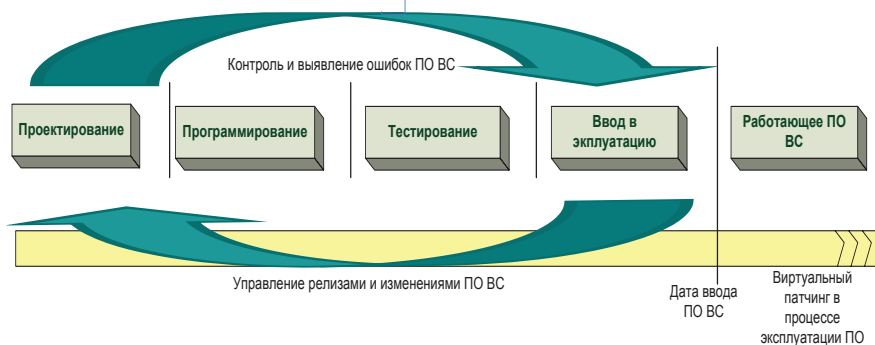 Контроль и выявление ошибок ПО ВС
Проектирование
Программирование
Тестирование
Ввод в
экплуатацию
Работающее ПО
ВС
Управление релизами и изменениями ПО ВС
Дата ввода
ПО ВС
Виртуальный
патчинг в
процессе
эксплуатации ПО